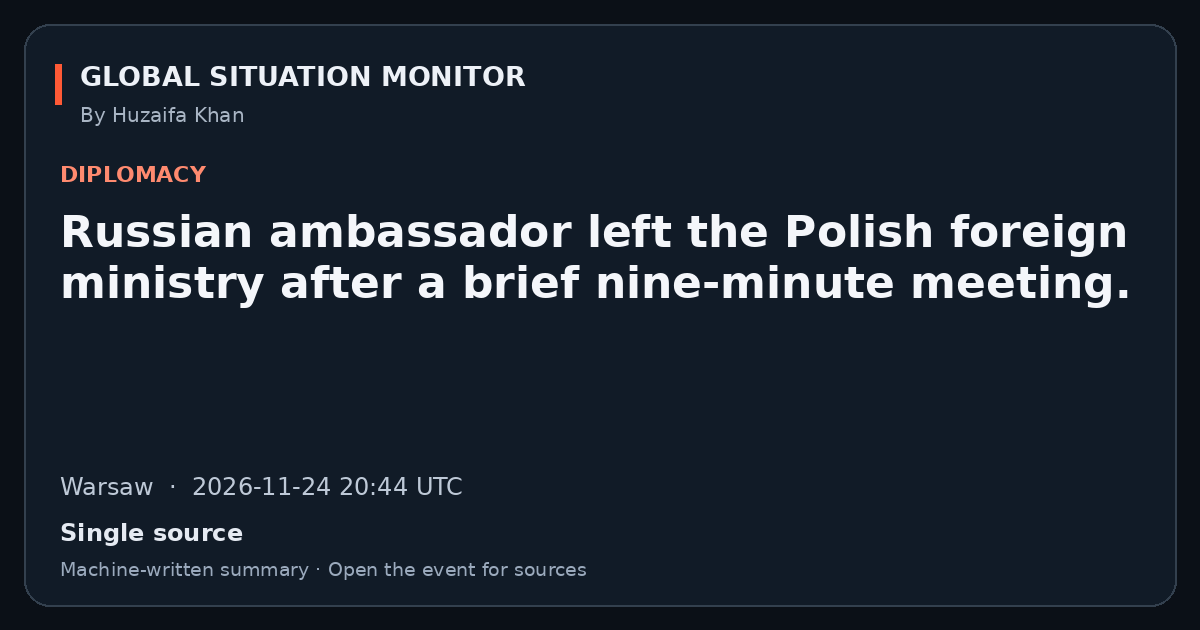 GLOBAL SITUATION MONITOR
By Huzaifa Khan
DIPLOMACY
Russian ambassador left the Polish foreign
ministry after a brief nine-minute meeting.
Warsaw · 2026-11-24 20:44 UTC
Single source
Machine-written summary · Open the event for sources